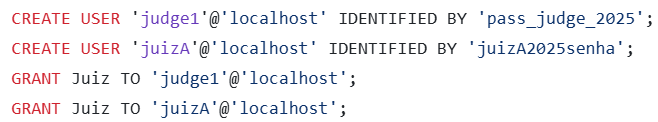 CREATE USER 'judge1'@'localhost' IDENTIFIED BY 'pass_judge_2025';
CREATE USER 'juizA'@'localhost' IDENTIFIED BY 'juizA2025senha';
GRANT Juiz TO 'judge1'@'localhost';
GRANT Juiz TO 'juizA'@'localhost';